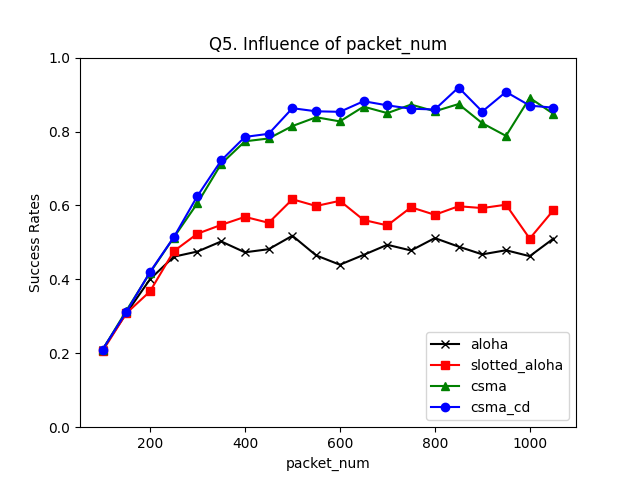 Q5. Influence of packet_num
1.0
0.8
0.6
0.4
0.2
0.0
Success Rates
200 400 600 800 1000
packet_num
aloha
slotted_aloha
csma
csma_cd